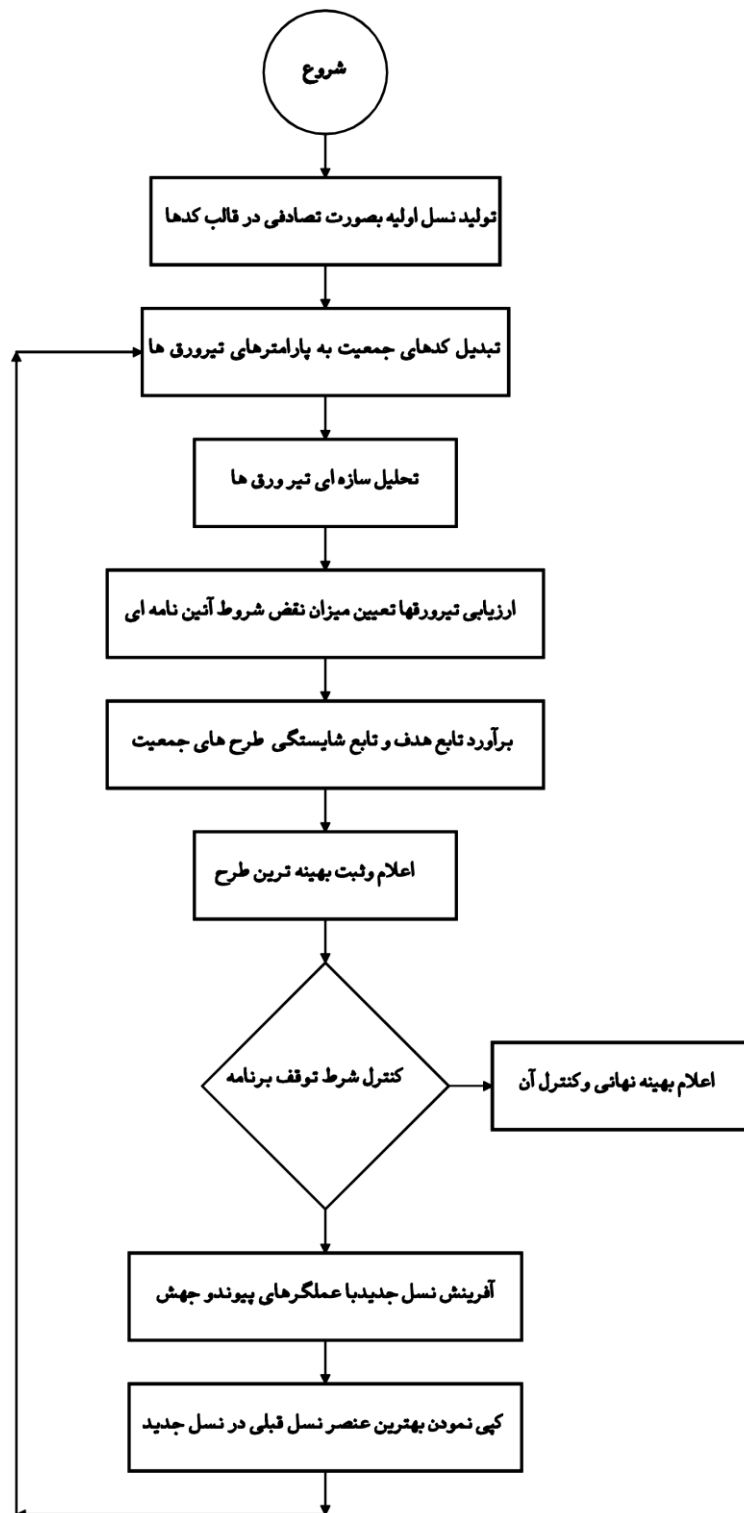 شروع
تولید نسل اولیه بصورت تصادفی در قالب کدها
تبدیل کدهای جمعیت به پارامترهای تیرورق ها
تحلیل سازه ای تیر ورق ها
ارزیابی تیرورقها تعیین میزان نقض شروط آئین نامه ای
برآورد تابع هدف و تابع شایستگی طرح های جمعیت
اعلام وثبت بهینه ترین طرح
کنترل شرط توقف برنامه
اعلام بهینه نهائی وکنترل آن
آفرینش نسل جدیدبا عملگرهای پیوندو جهش
کپی نمودن بهترین عنصر نسل قبلی در نسل جدید